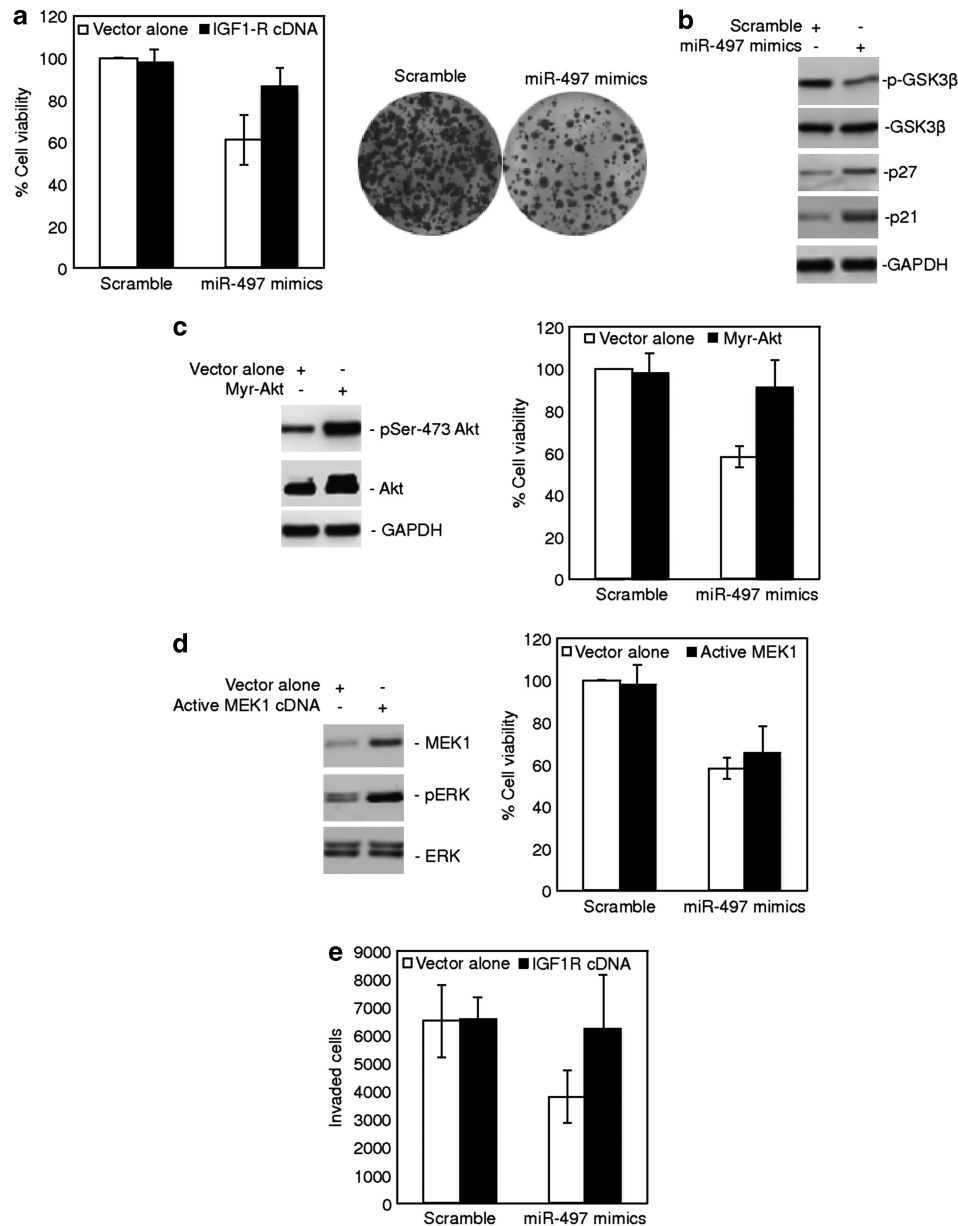 a
120
100
80
60
40
20
0
% Cell viability
Vector alone IGF1-R cDNA
Scramble miR-497 mimics
Scramble miR-497 mimics
b
Scramble + -
miR-497 mimics - +
-p-GSK3β
-GSK3β
-p27
-p21
-GAPDH
c
Vector alone + -
Myr-Akt - +
- pSer-473 Akt
- Akt
- GAPDH
120
100
80
60
40
20
0
% Cell viability
Vector alone Myr-Akt
Scramble miR-497 mimics
d
Vector alone + -
Active MEK1 cDNA - +
- MEK1
- pERK
- ERK
120
100
80
60
40
20
0
% Cell viability
Vector alone Active MEK1
Scramble miR-497 mimics
e
9000
8000
7000
6000
5000
4000
3000
2000
1000
0
Invaded cells
Vector alone IGF1R cDNA
Scramble miR-497 mimics